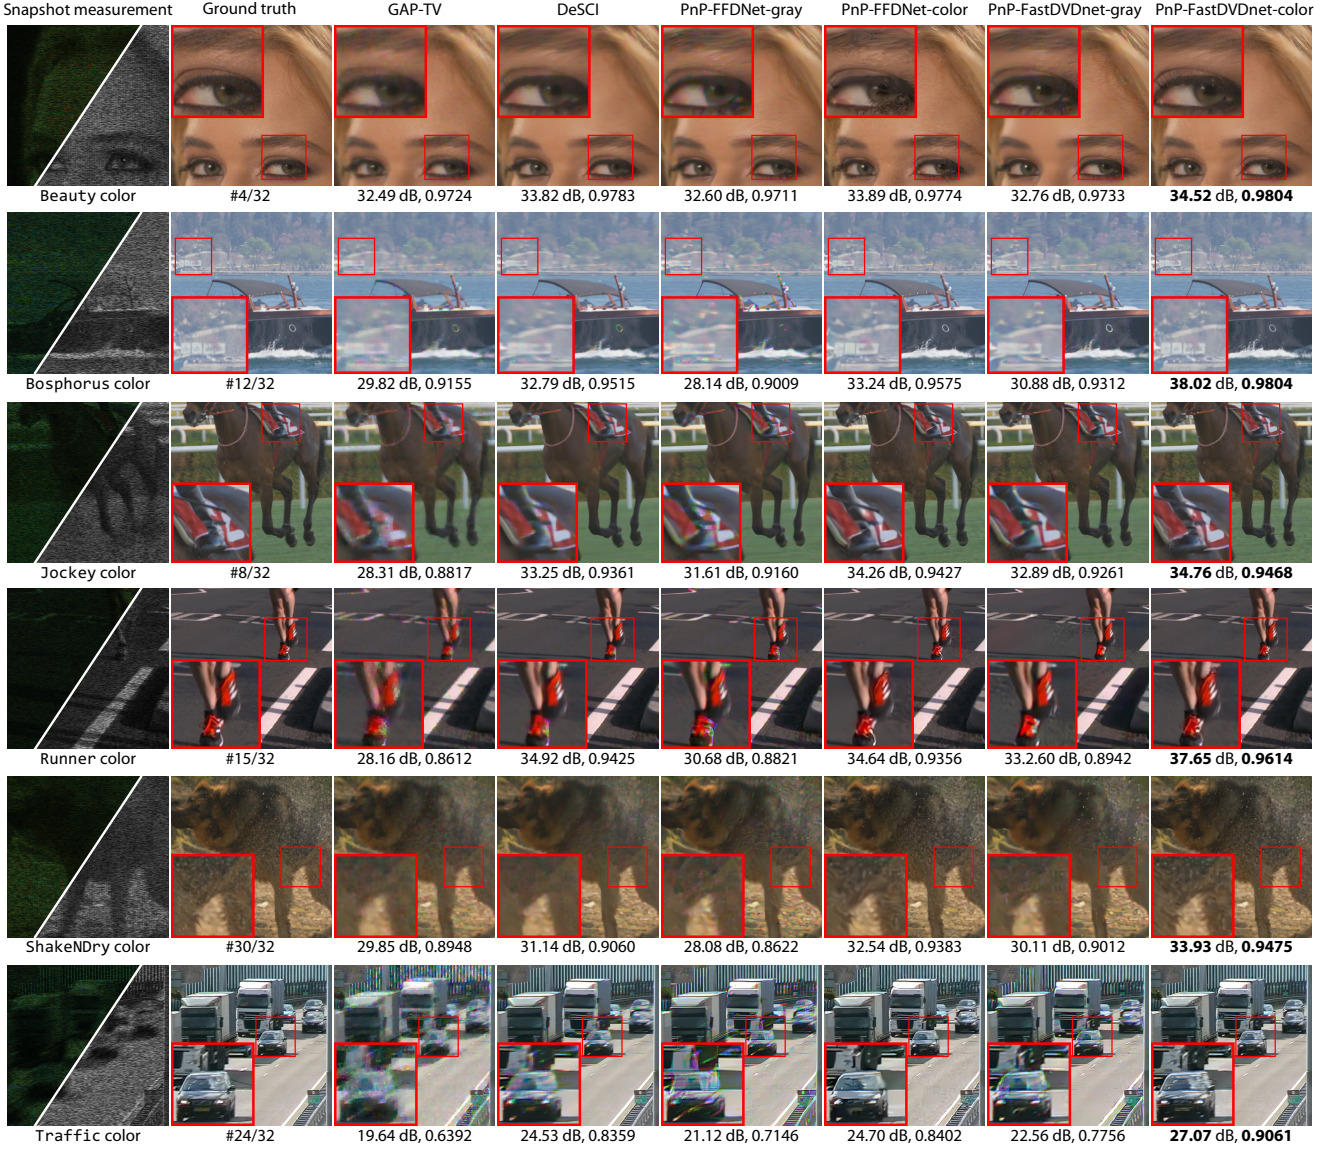 Snapshot measurement Ground truth GAP-TV DeSCI PnP-FFDNet-gray PnP-FFDNet-color PnP-FastDVDnet-gray PnP-FastDVDnet-color
Beauty color #4/32 32.49 dB, 0.9724 33.82 dB, 0.9783 32.60 dB, 0.9711 33.89 dB, 0.9774 32.76 dB, 0.9733 34.52 dB, 0.9804
Bosphorus color #12/32 29.82 dB, 0.9155 32.79 dB, 0.9515 28.14 dB, 0.9009 33.24 dB, 0.9575 30.88 dB, 0.9312 38.02 dB, 0.9804
Jockey color #8/32 28.31 dB, 0.8817 33.25 dB, 0.9361 31.61 dB, 0.9160 34.26 dB, 0.9427 32.89 dB, 0.9261 34.76 dB, 0.9468
Runner color #15/32 28.16 dB, 0.8612 34.92 dB, 0.9425 30.68 dB, 0.8821 34.64 dB, 0.9356 33.2.60 dB, 0.8942 37.65 dB, 0.9614
ShakeNDry color #30/32 29.85 dB, 0.8948 31.14 dB, 0.9060 28.08 dB, 0.8622 32.54 dB, 0.9383 30.11 dB, 0.9012 33.93 dB, 0.9475
Traffic color #24/32 19.64 dB, 0.6392 24.53 dB, 0.8359 21.12 dB, 0.7146 24.70 dB, 0.8402 22.56 dB, 0.7756 27.07 dB, 0.9061